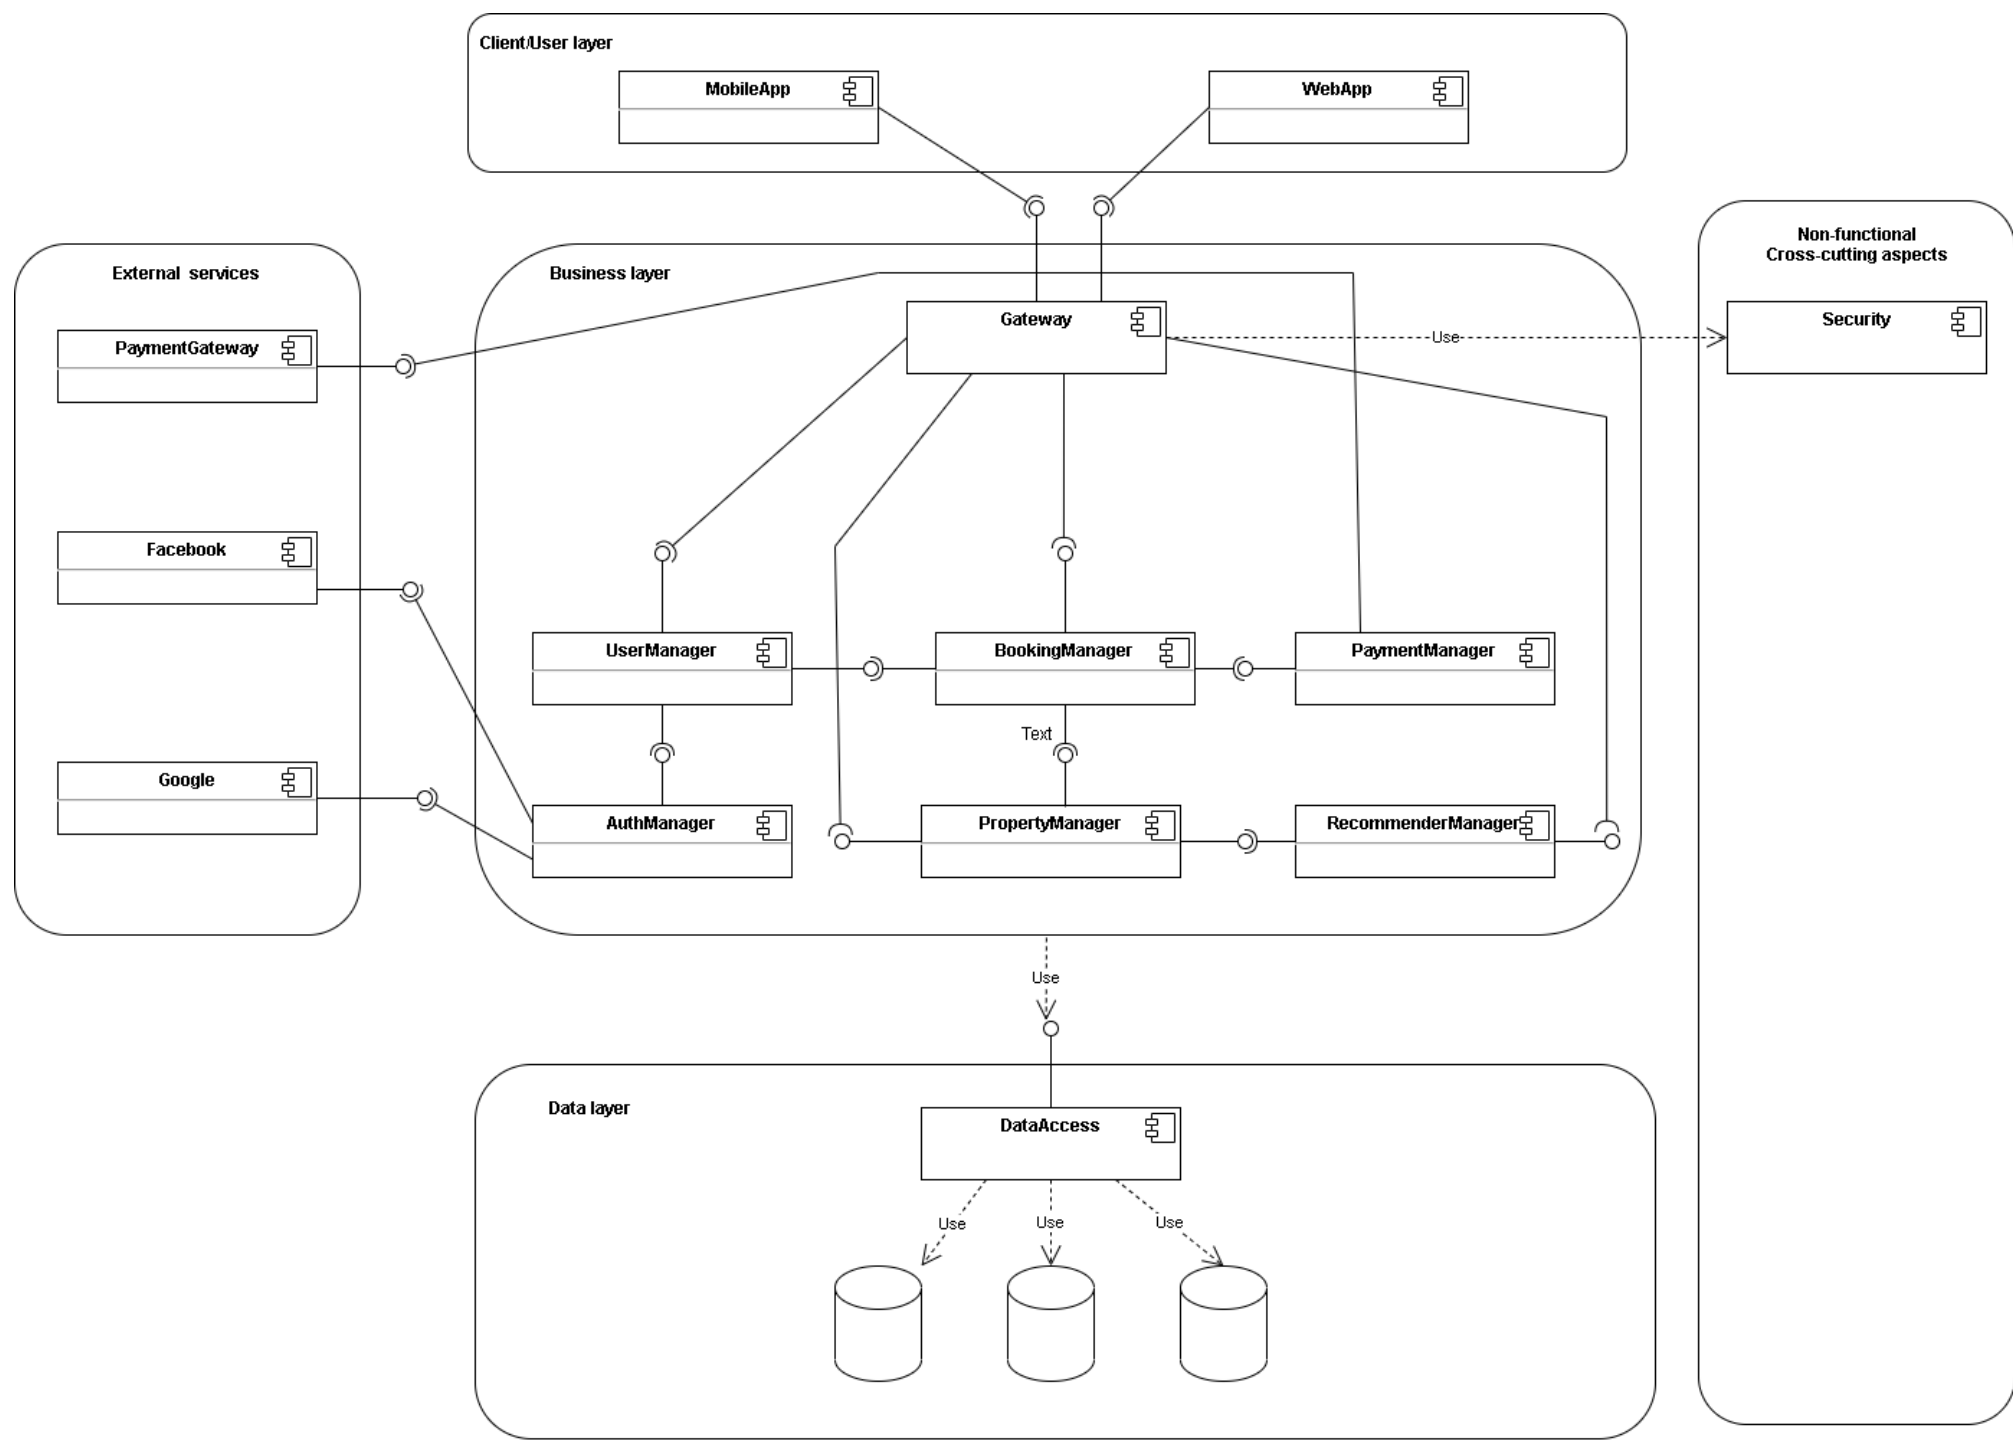 Client/User layer
MobileApp
WebApp
Non-functional
Cross-cutting aspects
External services
Business layer
Gateway
Use
Security
PaymentGateway
Facebook
UserManager
BookingManager
PaymentManager
Text
Google
AuthManager
PropertyManager
RecommenderManager
Use
Data layer
DataAccess
Use
Use
Use